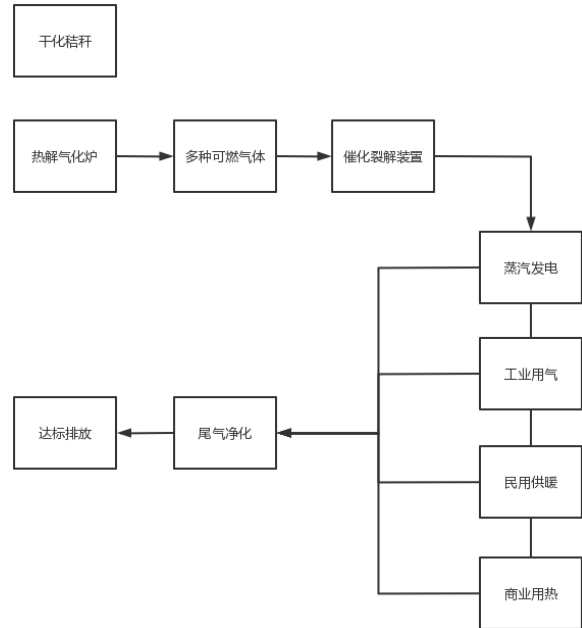 干化秸秆
热解气化炉
多种可燃气体
催化裂解装置
蒸汽发电
工业用气
达标排放
尾气净化
民用供暖
商业用热